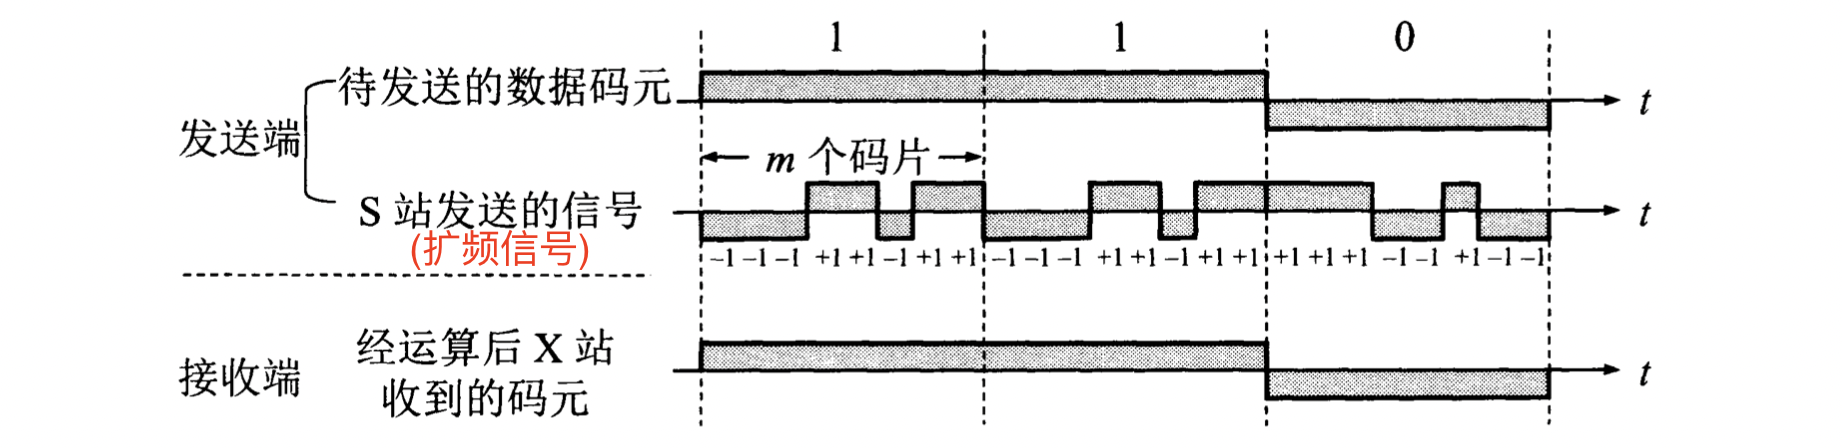 1 1 0
待发送的数据码元 t
发送端
m 个码片
S 站发送的信号 t
(扩频信号)
–1 –1 –1 +1 +1 –1 +1 +1 –1 –1 –1 +1 +1 –1 +1 +1 +1 +1 +1 –1 –1 +1 –1 –1
经运算后 X 站
接收端 t
收到的码元